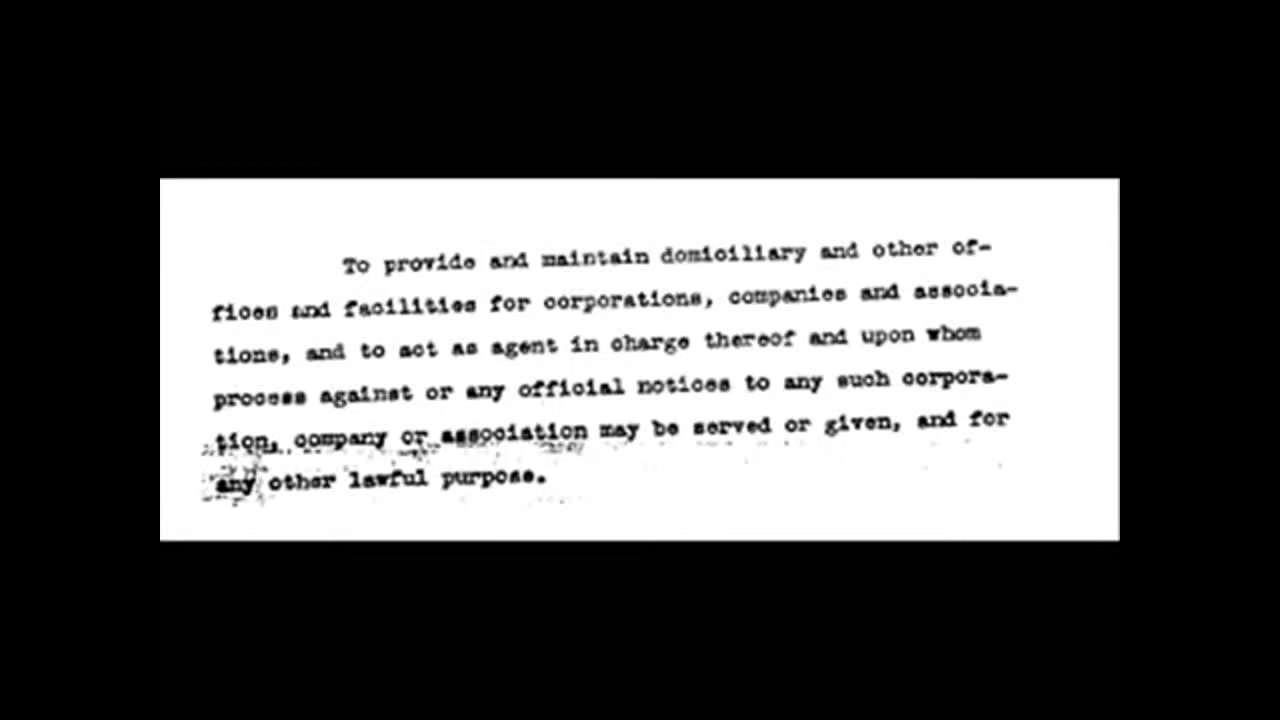 To provide and maintain domiciliary and other of-
fices and facilities for corporations, companies and associa-
tions, and to act as agent in charge thereof and upon whom
process against or any official notices to any such corpora-
tion, company or association may be served or given, and for
any other lawful purpose.